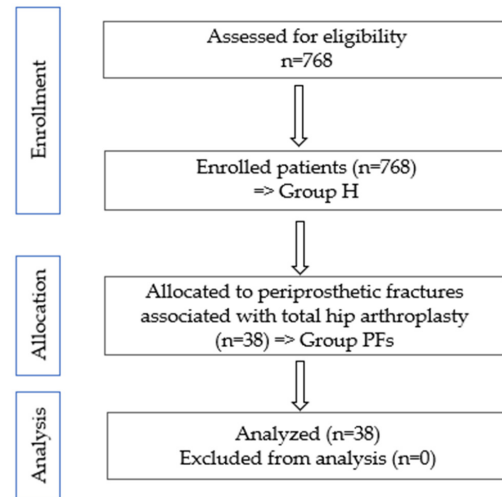 Enrollment
Assessed for eligibility
n=768
Enrolled patients (n=768)
=> Group H
Allocation
Allocated to periprosthetic fractures
associated with total hip arthroplasty
(n=38) => Group PFs
Analysis
Analyzed (n=38)
Excluded from analysis (n=0)